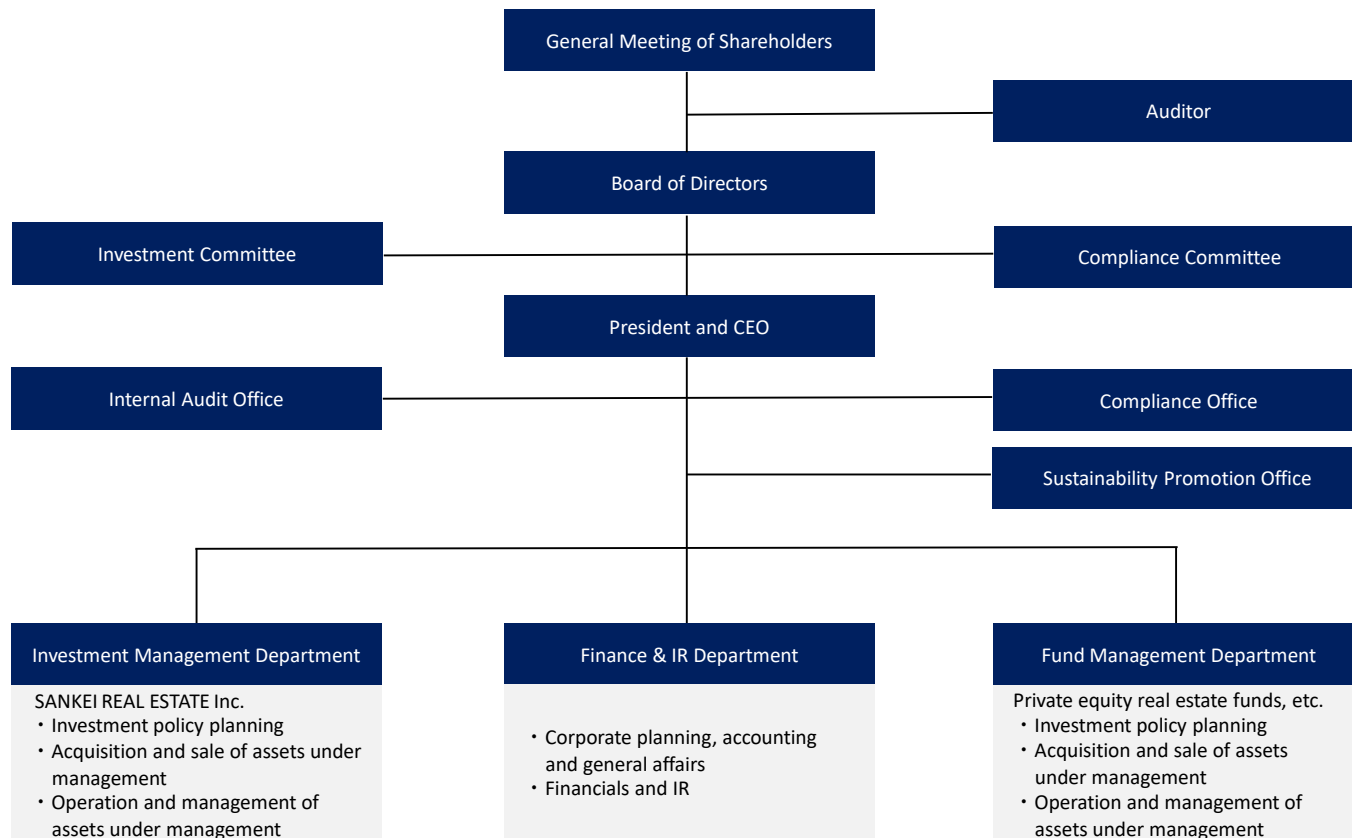 General Meeting of Shareholders
Auditor
Board of Directors
Investment Committee
Compliance Committee
President and CEO
Internal Audit Office
Compliance Office
Sustainability Promotion Office
Investment Management Department
SANKEI REAL ESTATE Inc.
・Investment policy planning
・Acquisition and sale of assets under
management
・Operation and management of
assets under management
Finance & IR Department
・Corporate planning, accounting
and general affairs
・Financials and IR
Fund Management Department
Private equity real estate funds, etc.
・Investment policy planning
・Acquisition and sale of assets
under management
・Operation and management of
assets under management